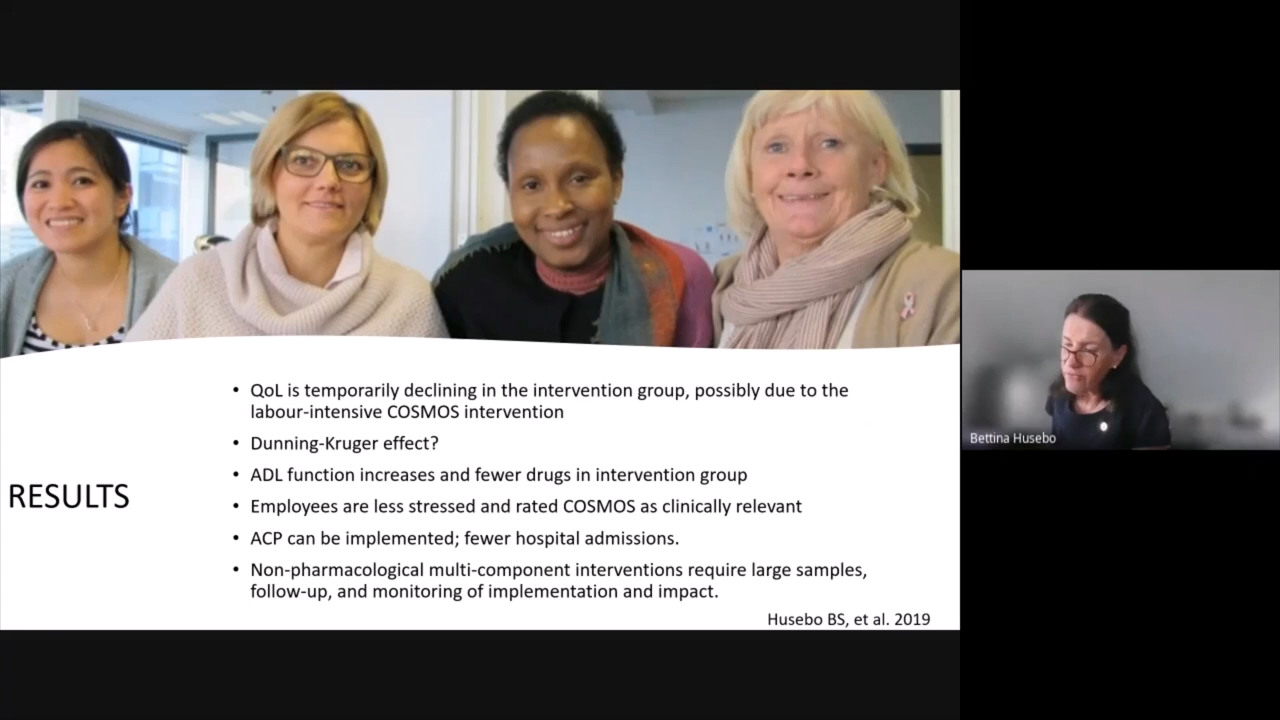 • QoL is temporarily declining in the intervention group, possibly due to the
labour-intensive COSMOS intervention
• Dunning-Kruger effect?
• ADL function increases and fewer drugs in intervention group
RESULTS
• Employees are less stressed and rated COSMOS as clinically relevant
• ACP can be implemented; fewer hospital admissions.
• Non-pharmacological multi-component interventions require large samples,
follow-up, and monitoring of implementation and impact.
Husebo BS, et al. 2019
Bettina Husebo